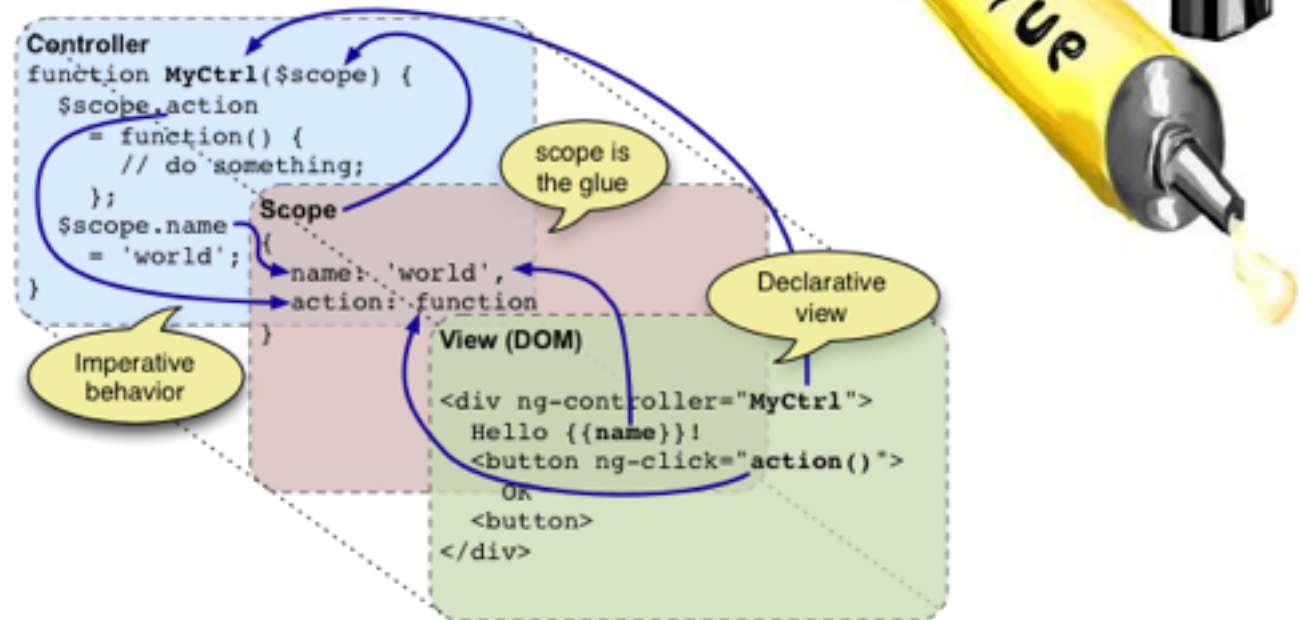 Controller
function MyCtrl($scope) {
$scope.action
= function() {
// do something;
};
$scope.name
= 'world';
}
Scope
{
name: 'world',
action: function
}
View (DOM)
<div ng-controller="MyCtrl">
Hello {{name}}!
<button ng-click="action()">
OK
<button>
</div>
scope is
the glue
Declarative
view
Imperative
behavior